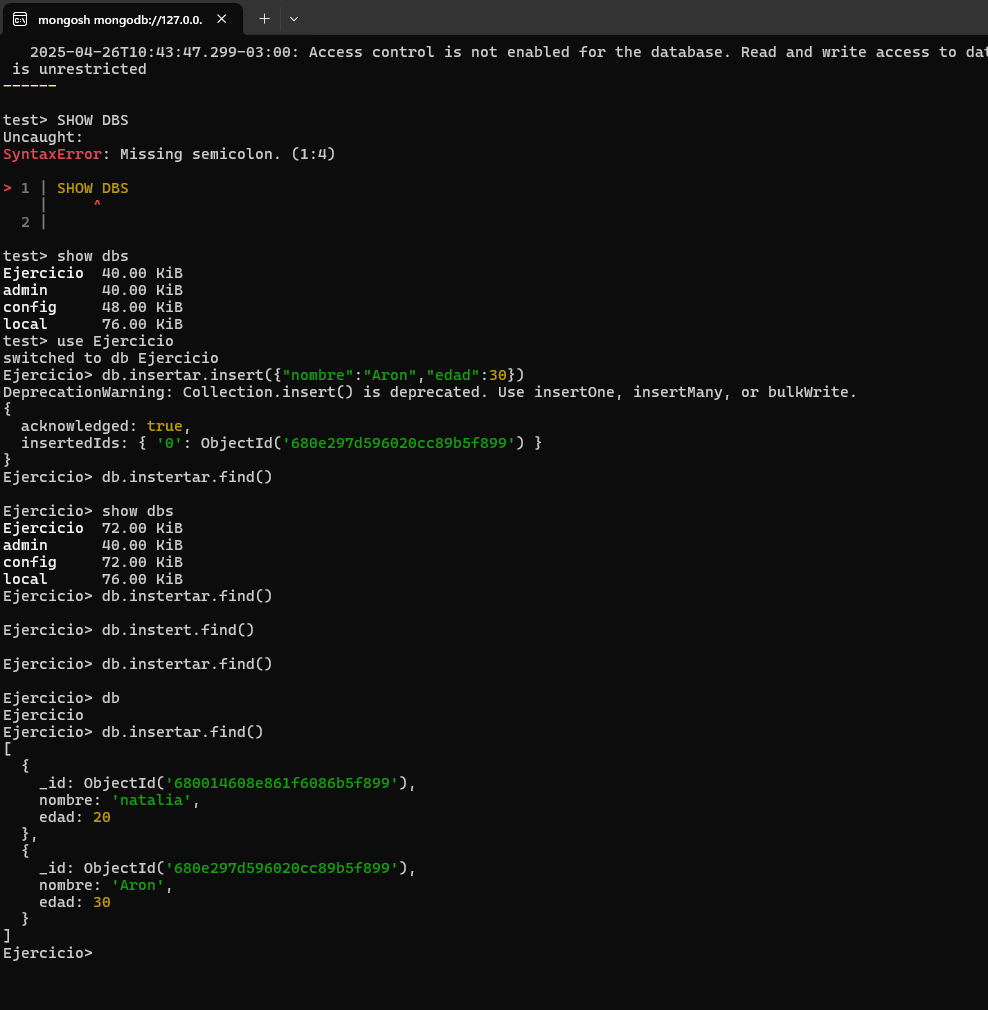 mongosh mongodb://127.0.0.
2025-04-26T10:43:47.299-03:00: Access control is not enabled for the database. Read and write access to dat
is unrestricted
------
test> SHOW DBS
Uncaught:
SyntaxError: Missing semicolon. (1:4)
> 1 | SHOW DBS
    |     ^
  2 |
test> show dbs
Ejercicio  40.00 KiB
admin      40.00 KiB
config     48.00 KiB
local      76.00 KiB
test> use Ejercicio
switched to db Ejercicio
Ejercicio> db.insertar.insert({"nombre":"Aron","edad":30})
DeprecationWarning: Collection.insert() is deprecated. Use insertOne, insertMany, or bulkWrite.
{
  acknowledged: true,
  insertedIds: { '0': ObjectId('680e297d596020cc89b5f899') }
}
Ejercicio> db.instertar.find()
Ejercicio> show dbs
Ejercicio  72.00 KiB
admin      40.00 KiB
config     72.00 KiB
local      76.00 KiB
Ejercicio> db.instertar.find()
Ejercicio> db.instert.find()
Ejercicio> db.instertar.find()
Ejercicio> db
Ejercicio
Ejercicio> db.insertar.find()
[
  {
    _id: ObjectId('680014608e861f6086b5f899'),
    nombre: 'natalia',
    edad: 20
  },
  {
    _id: ObjectId('680e297d596020cc89b5f899'),
    nombre: 'Aron',
    edad: 30
  }
]
Ejercicio>